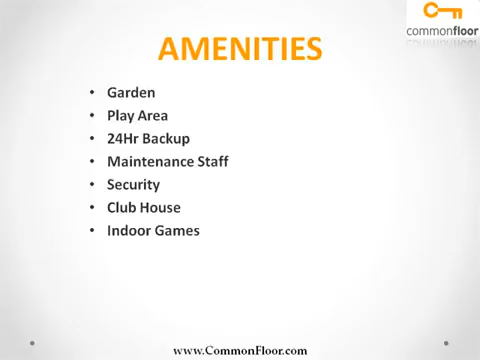 commonfloor
AMENITIES
• Garden
• Play Area
• 24Hr Backup
• Maintenance Staff
• Security
• Club House
• Indoor Games
www.CommonFloor.com